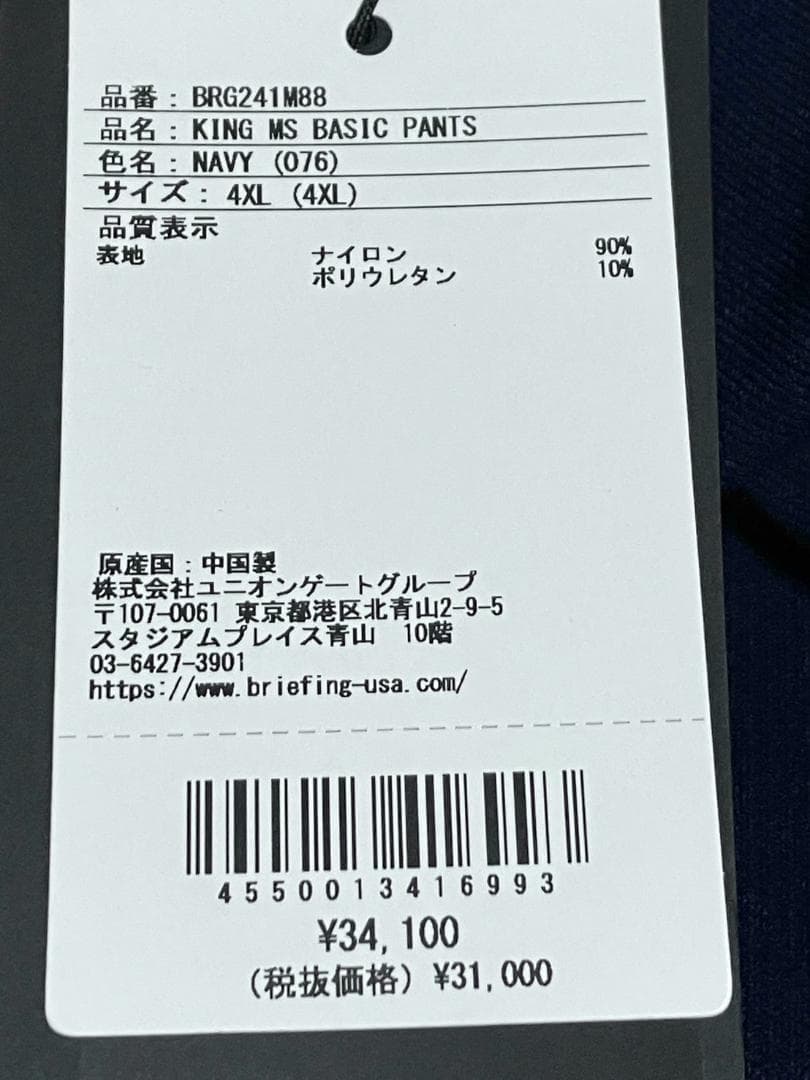 品番 : BRG241M88
品名 : KING MS BASIC PANTS
色名 : NAVY (076)
サイズ : 4XL (4XL)
品質表示
表地 ナイロン 90%
ポリウレタン 10%
原産国 : 中国製
株式会社ユニオンゲートグループ
〒107-0061 東京都港区北青山2-9-5
スタジアムプレイス青山 10階
03-6427-3901
https://www.briefing-usa.com/
4550013416993
¥34,100
(税抜価格) ¥31,000